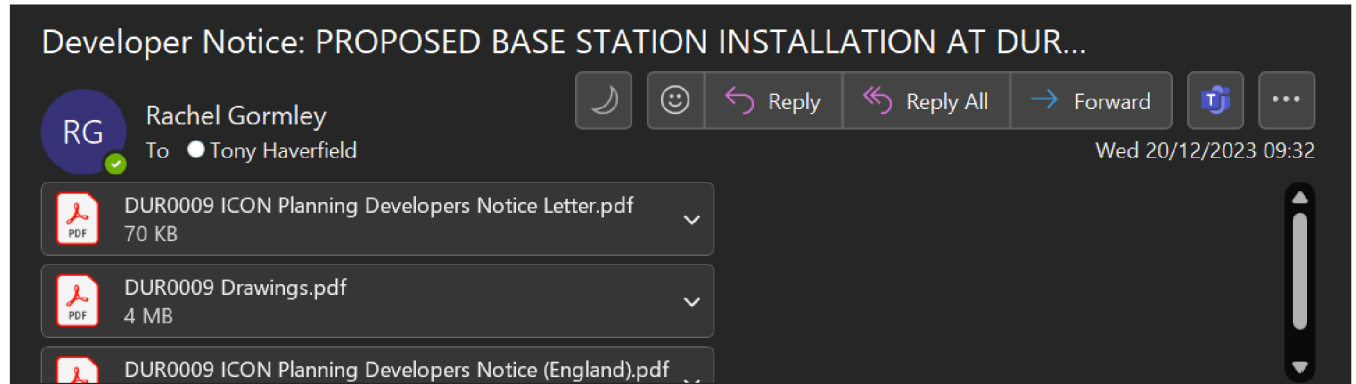 Developer Notice: PROPOSED BASE STATION INSTALLATION AT DUR...
Reply
Reply All
Forward
RG
Rachel Gormley
To Tony Haverfield
Wed 20/12/2023 09:32
PDF
DUR0009 ICON Planning Developers Notice Letter.pdf
70 KB
PDF
DUR0009 Drawings.pdf
4 MB
DUR0009 ICON Planning Developers Notice (England).pdf